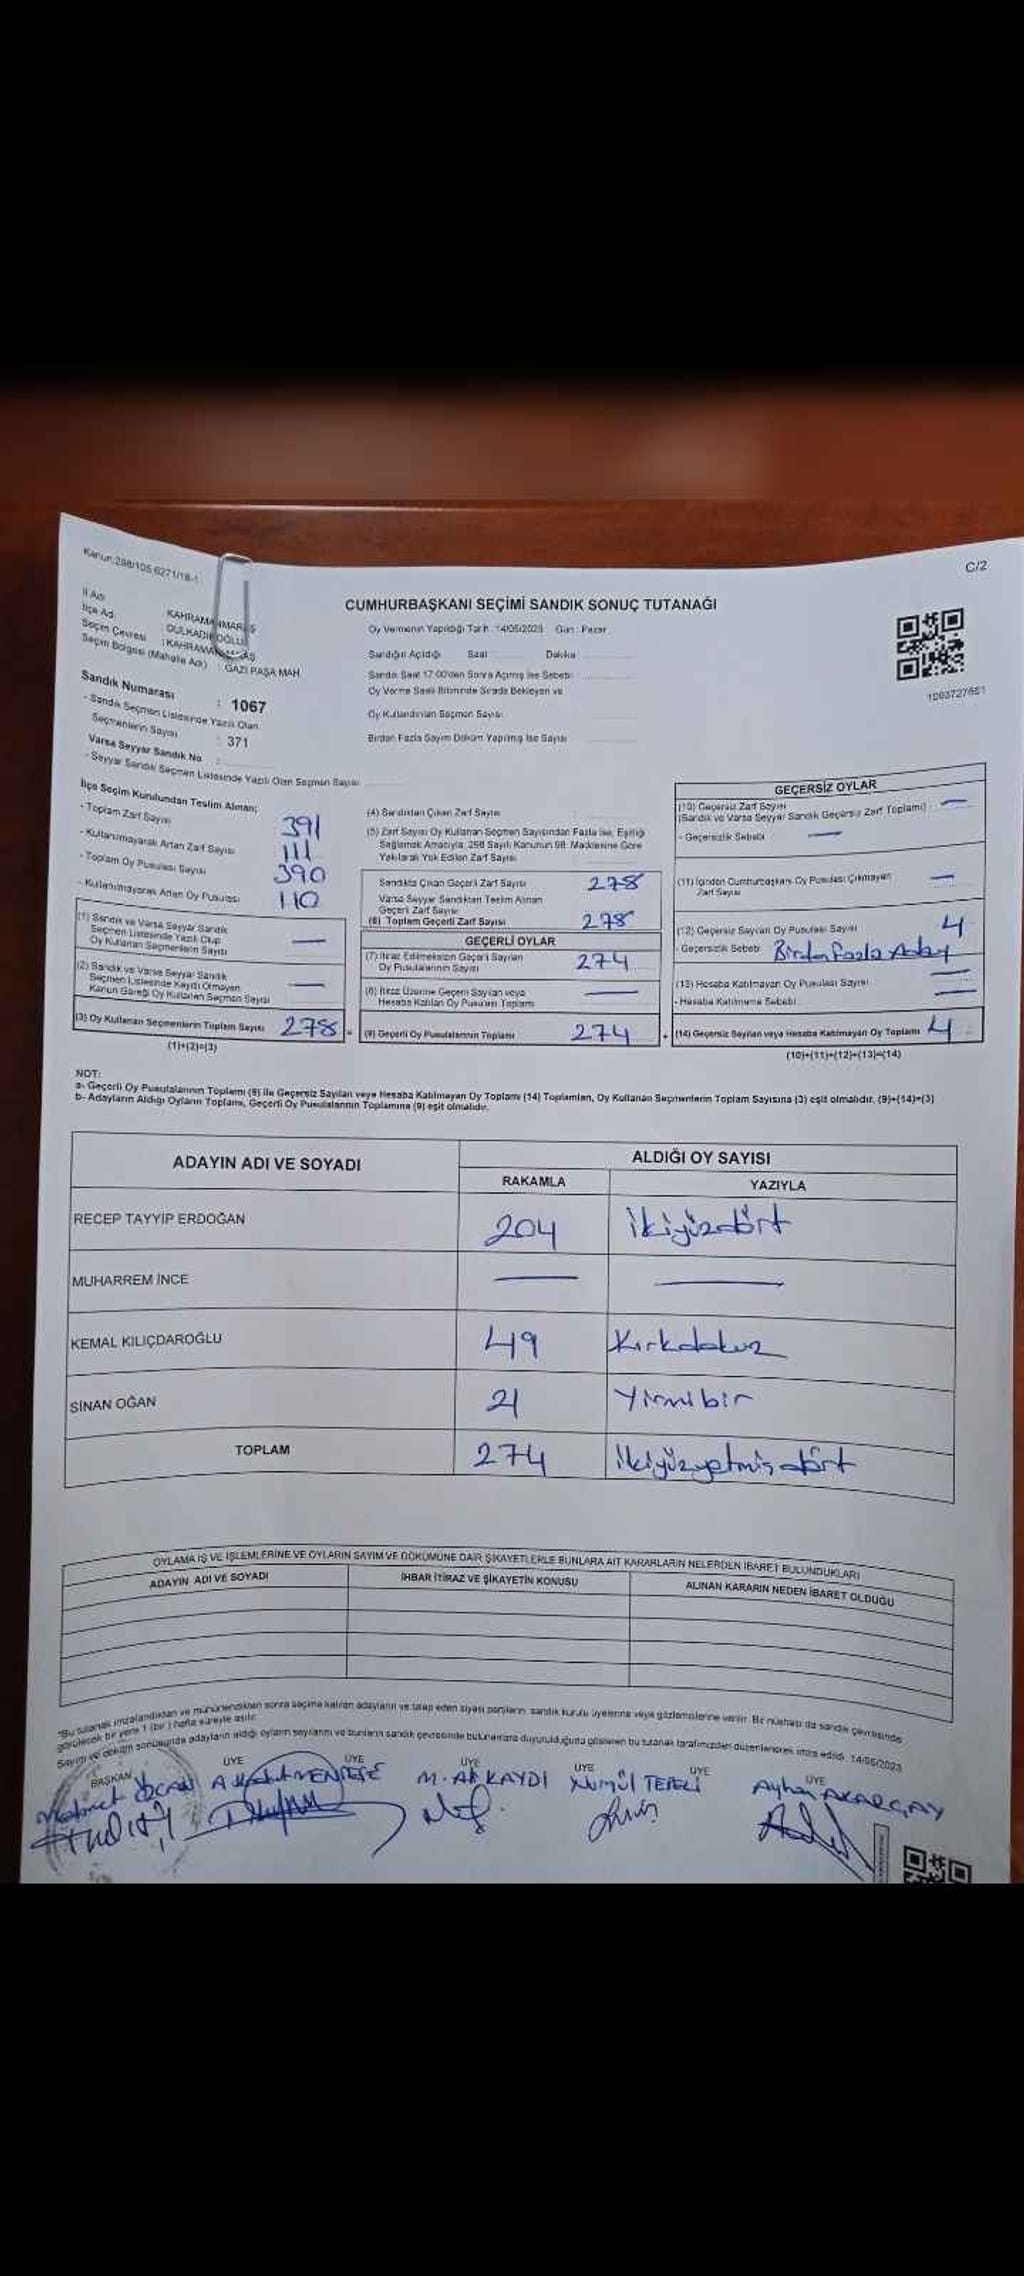 Kanun:298/105 6271/18-1
C/2
CUMHURBAŞKANI SEÇİMİ SANDIK SONUÇ TUTANAĞI
İl Adı KAHRAMANMARAŞ
İlçe Adı : DULKADİROĞLU
Seçim Çevresi : KAHRAMANMARAŞ
Seçim Bölgesi (Mahalle Adı) : GAZİ PAŞA MAH.
Sandık Numarası : 1067
- Sandık Seçmen Listesinde Yazılı Olan
Seçmenlerin Sayısı : 371
Varsa Seyyar Sandık No :
- Seyyar Sandık Seçmen Listesinde Yazılı Olan Seçmen Sayısı
Oy Vermenin Yapıldığı Tarih : 14/05/2023 Gün : Pazar
Sandığın Açıldığı Saat Dakika
Sandık Saat 17:00'den Sonra Açılmış İse Sebebi
Oy Verme Saati Bitiminde Sırada Bekleyen ve
Oy Kullandırılan Seçmen Sayısı
Birden Fazla Sayım Döküm Yapılmış İse Sayısı
İlçe Seçim Kurulundan Teslim Alınan;
- Toplam Zarf Sayısı 391
- Kullanılmayarak Artan Zarf Sayısı 111
- Toplam Oy Pusulası Sayısı 390
- Kullanılmayarak Artan Oy Pusulası 110
(1) Sandık ve Varsa Seyyar Sandık
Seçmen Listesinde Yazılı Olup
Oy Kullanan Seçmenlerin Sayısı —
(2) Sandık ve Varsa Seyyar Sandık
Seçmen Listesinde Kaydı Olmayan
Kanun Gereği Oy Kullanan Seçmen Sayısı —
(3) Oy Kullanan Seçmenlerin Toplam Sayısı 278
(1)+(2)=(3)
(4) Sandıktan Çıkan Zarf Sayısı
(5) Zarf Sayısı Oy Kullanan Seçmen Sayısından Fazla İse, Eşitliği
Sağlamak Amacıyla, 298 Sayılı Kanunun 98. Maddesine Göre
Yakılarak Yok Edilen Zarf Sayısı
Sandıkta Çıkan Geçerli Zarf Sayısı 278
Varsa Seyyar Sandıktan Teslim Alınan
Geçerli Zarf Sayısı
(6) Toplam Geçerli Zarf Sayısı 278
GEÇERLİ OYLAR
(7) İtiraz Edilmeksizin Geçerli Sayılan
Oy Pusulalarının Sayısı 274
(8) İtiraz Üzerine Geçerli Sayılan veya
Hesaba Katılan Oy Pusulası Toplamı —
= (9) Geçerli Oy Pusulalarının Toplamı 274
GEÇERSİZ OYLAR
(10) Geçersiz Zarf Sayısı
(Sandık ve Varsa Seyyar Sandık Geçersiz Zarf Toplamı) —
- Geçersizlik Sebebi —
(11) İçinden Cumhurbaşkanı Oy Pusulası Çıkmayan
Zarf Sayısı —
(12) Geçersiz Sayılan Oy Pusulası Sayısı 4
- Geçersizlik Sebebi Birden Fazla Aday
(13) Hesaba Katılmayan Oy Pusulası Sayısı —
- Hesaba Katılmama Sebebi —
+ (14) Geçersiz Sayılan veya Hesaba Katılmayan Oy Toplamı 4
(10)+(11)+(12)+(13)=(14)
NOT:
a- Geçerli Oy Pusulalarının Toplamı (9) ile Geçersiz Sayılan veya Hesaba Katılmayan Oy Toplamı (14) Toplamları, Oy Kullanan Seçmenlerin Toplam Sayısına (3) eşit olmalıdır. (9)+(14)=(3)
b- Adayların Aldığı Oyların Toplamı, Geçerli Oy Pusulalarının Toplamına (9) eşit olmalıdır.
ADAYIN ADI VE SOYADI
ALDIĞI OY SAYISI
RAKAMLA YAZIYLA
RECEP TAYYİP ERDOĞAN 204 ikiyüzdört
MUHARREM İNCE — —
KEMAL KILIÇDAROĞLU 49 Kırkdokuz
SİNAN OĞAN 21 Yirmibir
TOPLAM 274 ikiyüzyetmişdört
OYLAMA İŞ VE İŞLEMLERİNE VE OYLARIN SAYIM VE DÖKÜMÜNE DAİR ŞİKAYETLERLE BUNLARA AİT KARARLARIN NELERDEN İBARET BULUNDUKLARI
ADAYIN ADI VE SOYADI İHBAR İTİRAZ VE ŞİKAYETİN KONUSU ALINAN KARARIN NEDEN İBARET OLDUĞU
"Bu tutanak imzalandıktan ve mühürlendikten sonra seçime katılan adayların ve talep eden siyasi partilerin, sandık kurulu üyelerine veya gözlemcilerine verilir. Bir nüshası da sandık çevresinde
görülecek bir yere 1 (bir) hafta süreyle asılır.
Sayım ve döküm sonucunda adayların aldığı oyların sayılarını ve bunların sandık çevresinde bulunanlara duyurulduğunu gösteren bu tutanak tarafımızdan düzenlenerek imza edildi. 14/05/2023
BAŞKAN ÜYE ÜYE ÜYE ÜYE ÜYE ÜYE
Mehmet ÖZCAN M. AKKAYDI TEPELİ Ayhan AKARÇAY